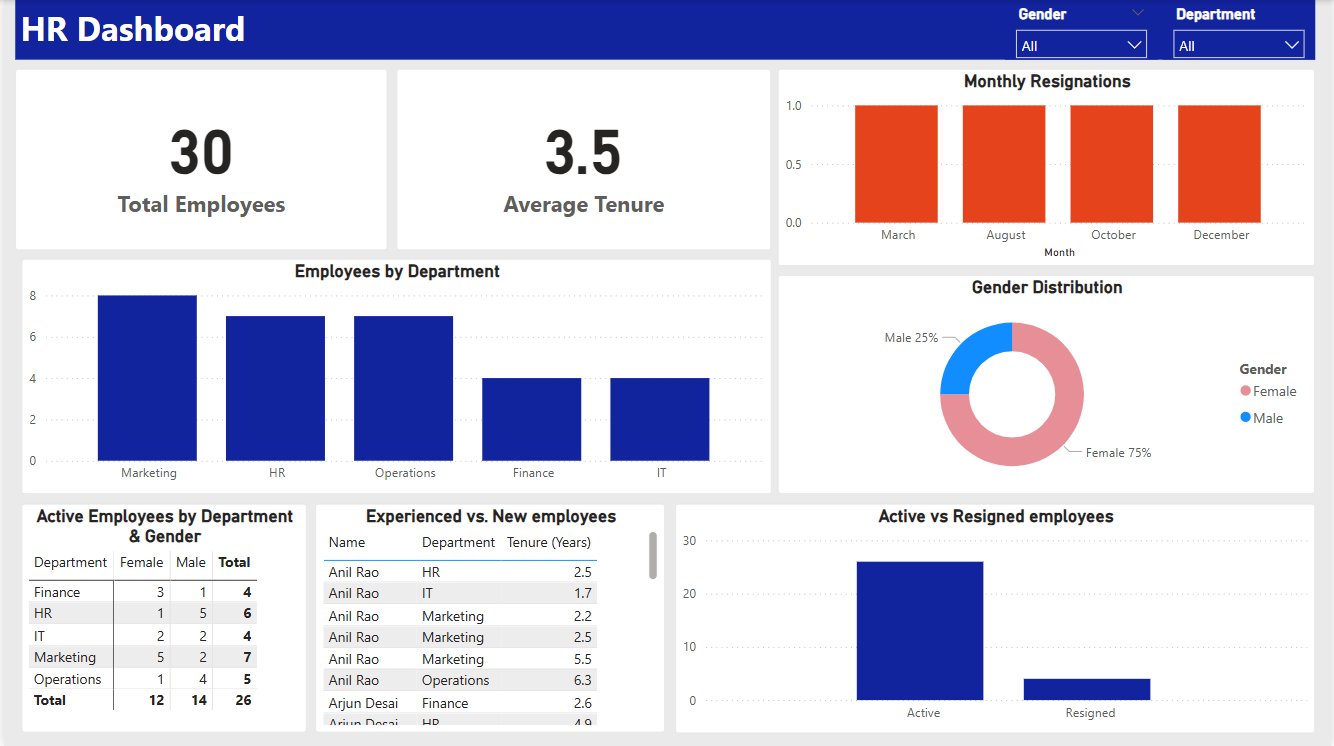 HR Dashboard
Gender
Department
All
All
30
Total Employees
3.5
Average Tenure
Monthly Resignations
1.0
0.5
0.0
March August October December
Month
Employees by Department
8
6
4
2
0
Marketing HR Operations Finance IT
Gender Distribution
Male 25%
Female 75%
Gender
Female
Male
Active Employees by Department
& Gender
Department Female Male Total
Finance 3 1 4
HR 1 5 6
IT 2 2 4
Marketing 5 2 7
Operations 1 4 5
Total 12 14 26
Experienced vs. New employees
Name Department Tenure (Years)
Anil Rao HR 2.5
Anil Rao IT 1.7
Anil Rao Marketing 2.2
Anil Rao Marketing 2.5
Anil Rao Marketing 5.5
Anil Rao Operations 6.3
Arjun Desai Finance 2.6
Arjun Desai HR 4.9
Active vs Resigned employees
30
20
10
0
Active Resigned